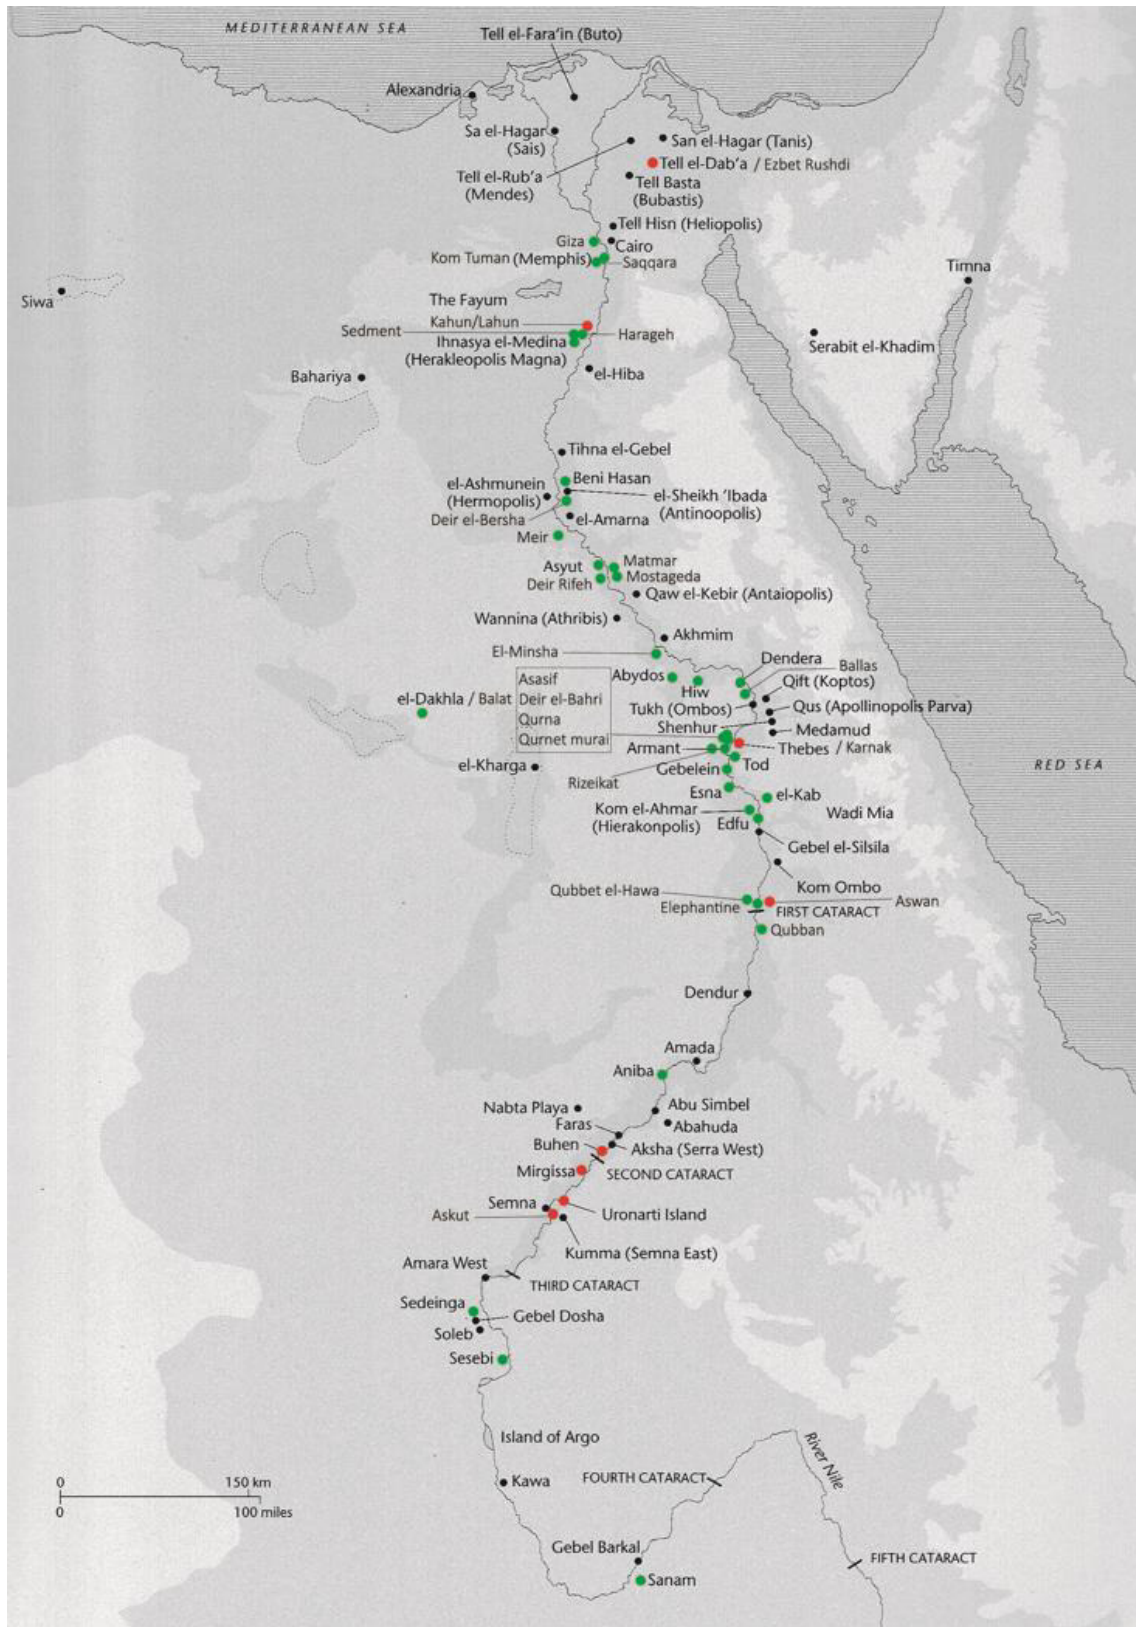 MEDITERRANEAN SEA
Tell el-Fara'in (Buto)
Alexandria
Sa el-Hagar
(Sais)
San el-Hagar (Tanis)
Tell el-Dab'a / Ezbet Rushdi
Tell el-Rub'a
(Mendes)
Tell Basta
(Bubastis)
Tell Hisn (Heliopolis)
Giza
Cairo
Kom Tuman (Memphis)
Saqqara
Timna
Siwa
The Fayum
Kahun/Lahun
Sedment
Harageh
Ihnasya el-Medina
(Herakleopolis Magna)
Serabit el-Khadim
el-Hiba
Bahariya
Tihna el-Gebel
Beni Hasan
el-Ashmunein
(Hermopolis)
el-Sheikh 'Ibada
(Antinoopolis)
Deir el-Bersha
el-Amarna
Meir
Asyut
Matmar
Mostageda
Deir Rifeh
Qaw el-Kebir (Antaiopolis)
Wannina (Athribis)
Akhmim
El-Minsha
Dendera
Ballas
Abydos
Hiw
Qift (Koptos)
Asasif
Deir el-Bahri
Qurna
Qurnet murai
el-Dakhla / Balat
Tukh (Ombos)
Qus (Apollinopolis Parva)
Shenhur
Medamud
Armant
Thebes / Karnak
RED SEA
el-Kharga
Gebelein
Tod
Rizeikat
Esna
el-Kab
Kom el-Ahmar
(Hierakonpolis)
Edfu
Wadi Mia
Gebel el-Silsila
Kom Ombo
Qubbet el-Hawa
Elephantine
FIRST CATARACT
Aswan
Qubban
Dendur
Amada
Aniba
Nabta Playa
Abu Simbel
Faras
Abahuda
Buhen
Aksha (Serra West)
Mirgissa
SECOND CATARACT
Semna
Askut
Uronarti Island
Kumma (Semna East)
Amara West
THIRD CATARACT
Sedeinga
Gebel Dosha
Soleb
Sesebi
Island of Argo
River Nile
Kawa
FOURTH CATARACT
0 150 km
0 100 miles
Gebel Barkal
FIFTH CATARACT
Sanam